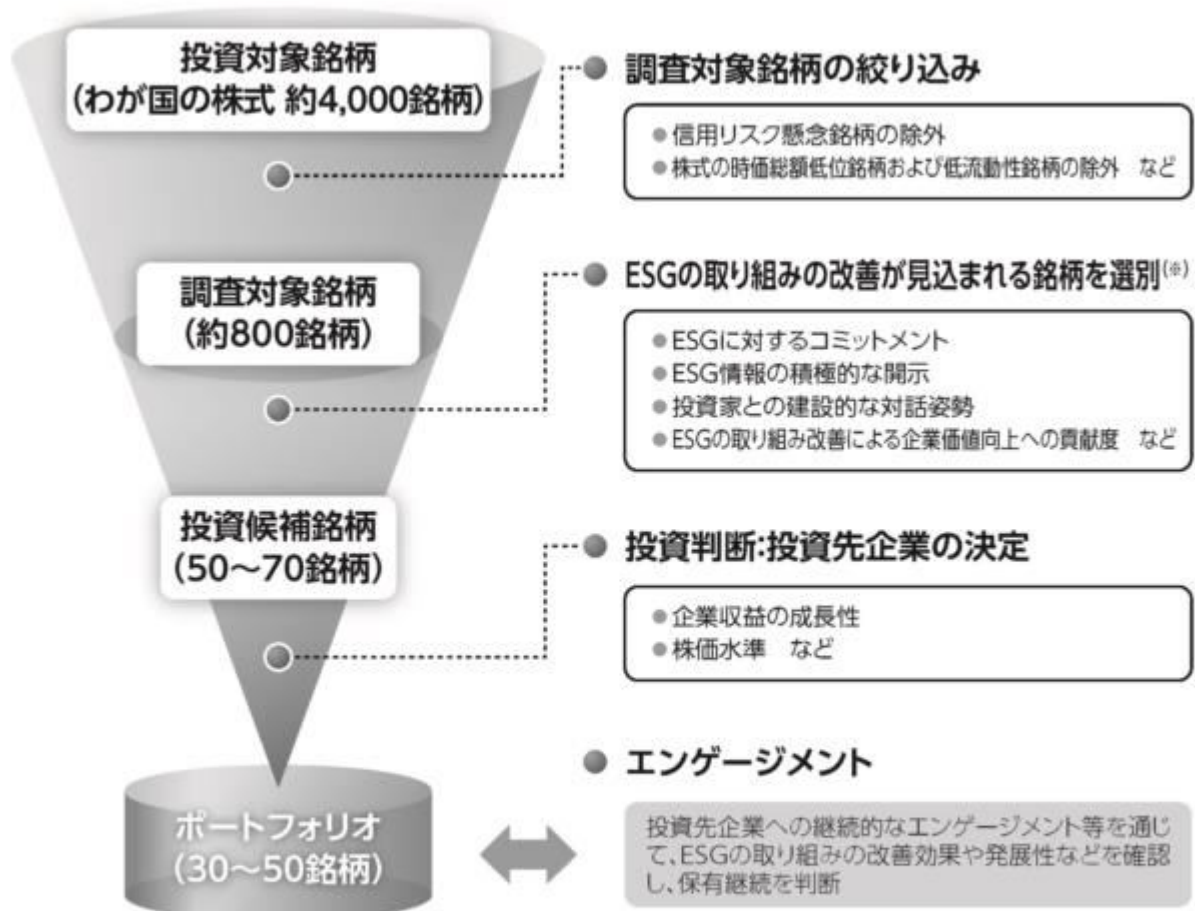 投資対象銘柄
(わが国の株式 約4,000銘柄)
● 調査対象銘柄の絞り込み
●信用リスク懸念銘柄の除外
●株式の時価総額低位銘柄および低流動性銘柄の除外 など
調査対象銘柄
(約800銘柄)
● ESGの取り組みの改善が見込まれる銘柄を選別(※)
●ESGに対するコミットメント
●ESG情報の積極的な開示
●投資家との建設的な対話姿勢
●ESGの取り組み改善による企業価値向上への貢献度 など
投資候補銘柄
(50〜70銘柄)
● 投資判断:投資先企業の決定
●企業収益の成長性
●株価水準 など
ポートフォリオ
(30〜50銘柄)
● エンゲージメント
投資先企業への継続的なエンゲージメント等を通じ
て、ESGの取り組みの改善効果や発展性などを確認
し、保有継続を判断